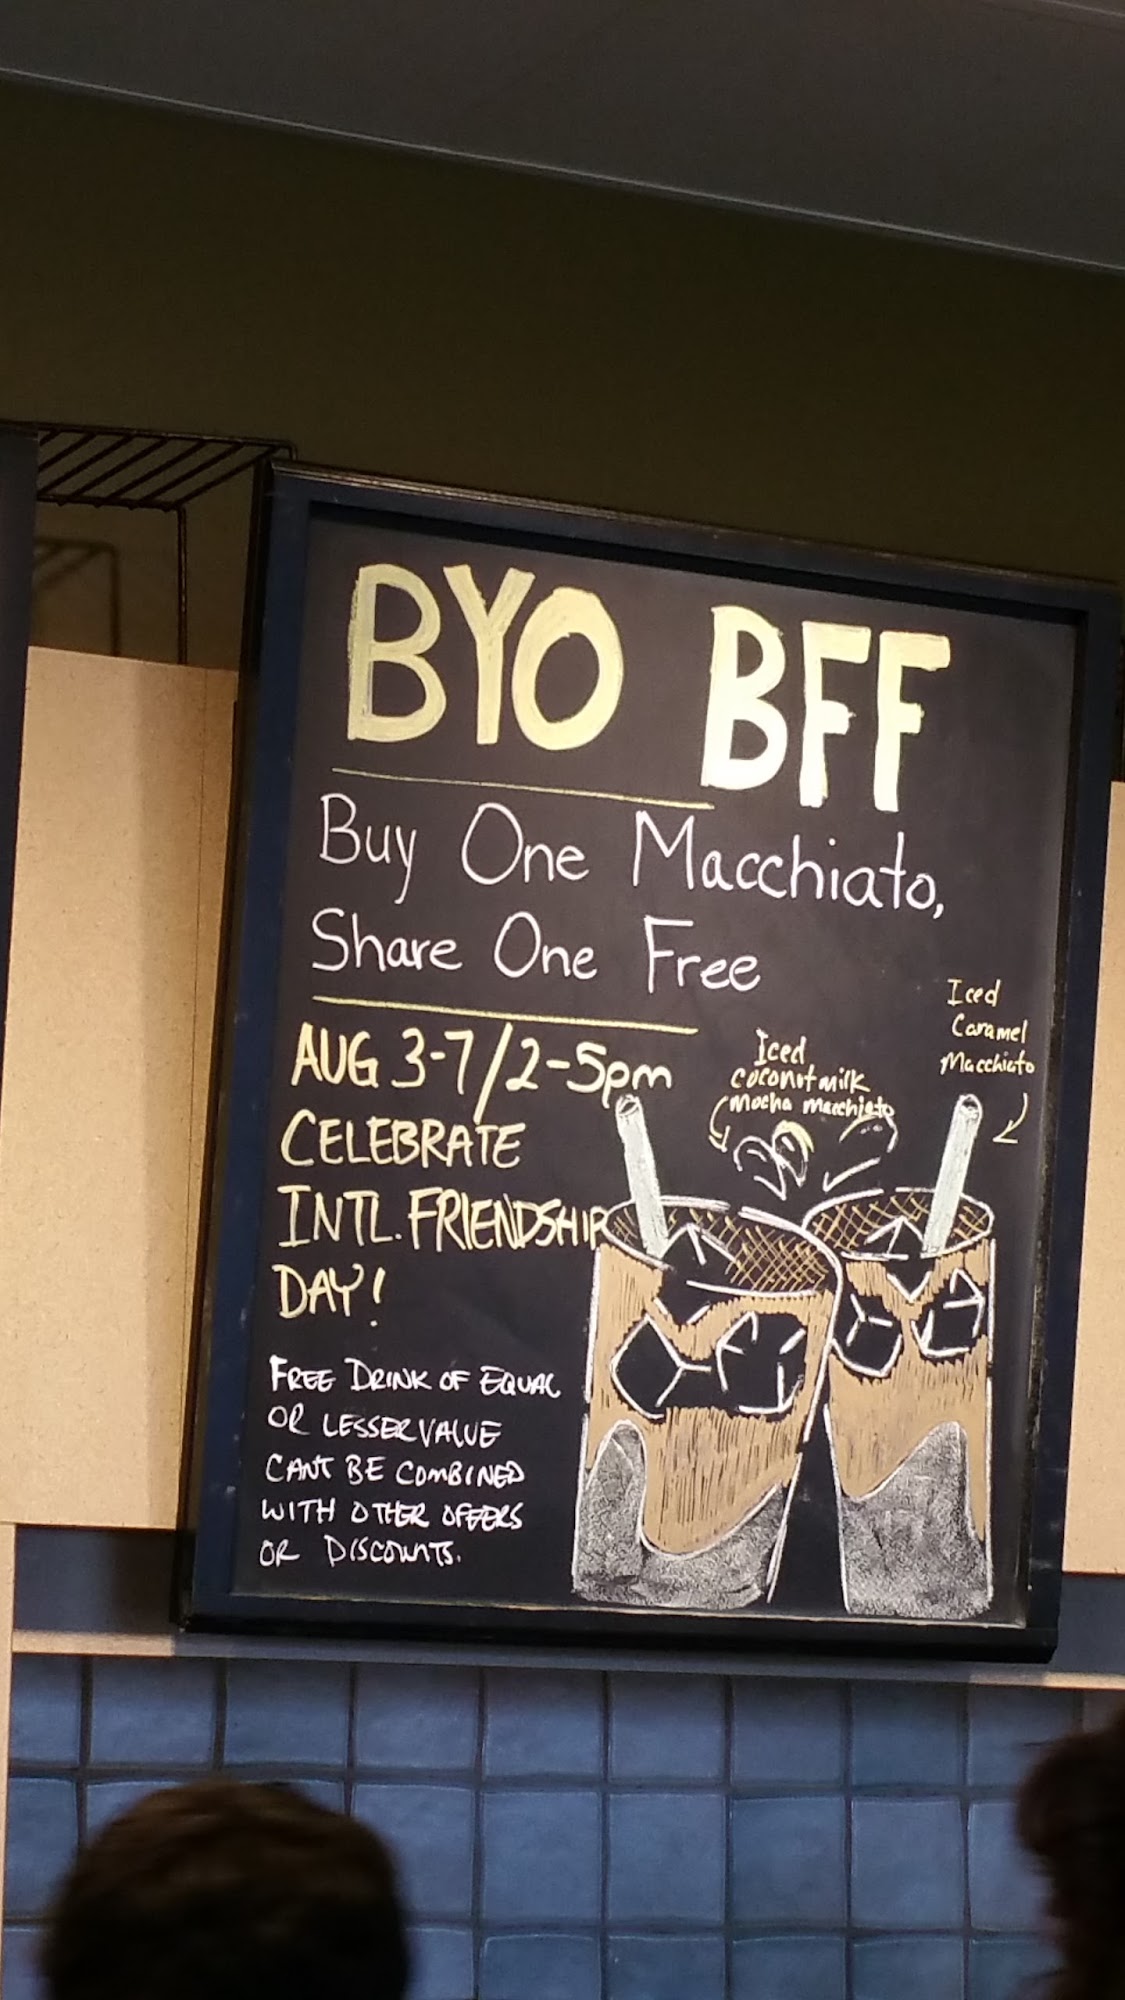 BYO BFF
Buy One Macchiato,
Share One Free
AUG 3-7/2-5pm
CELEBRATE
INTL. FRIENDSHIP
DAY!
FREE DRINK OF EQUAL
OR LESSER VALUE
CANT BE COMBINED
WITH OTHER OFFERS
OR DISCOUNTS.
Iced
coconutmilk
mocha macchiato
Iced
Caramel
Macchiato